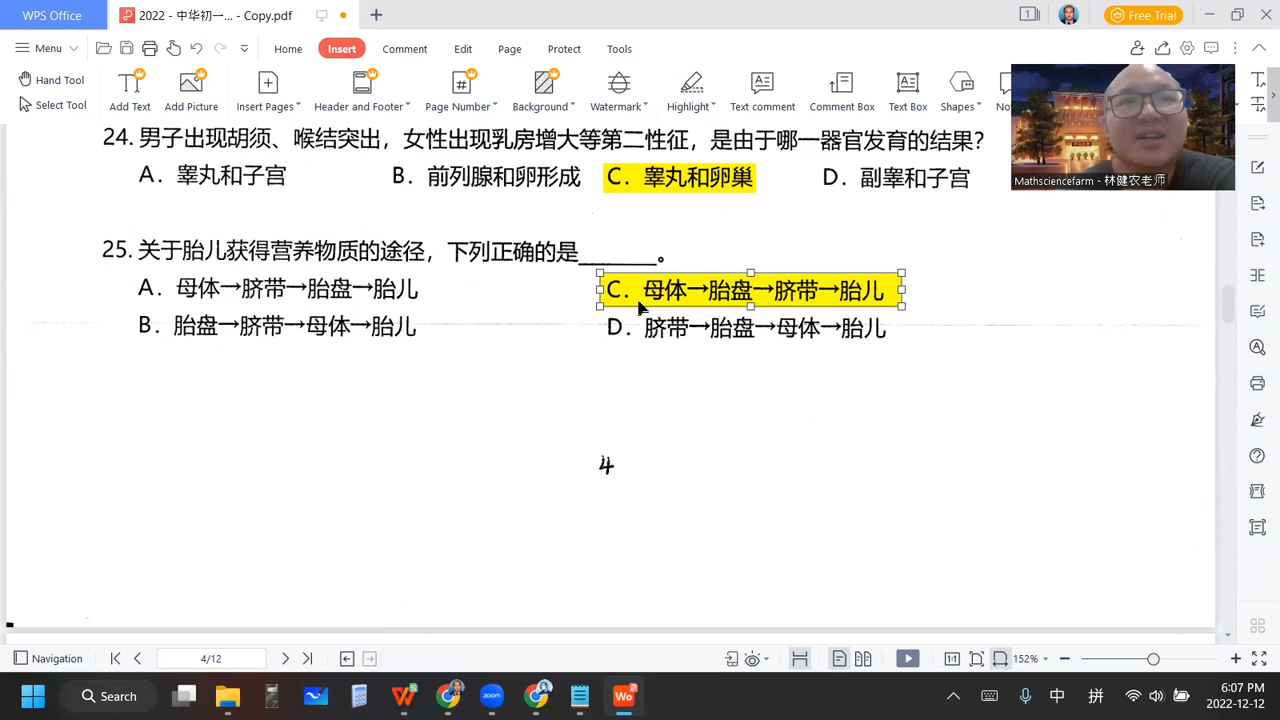 WPS Office
2022 - 中华初一... - Copy.pdf
1
Free Trial
Menu
Home
Insert
Comment
Edit
Page
Protect
Tools
Hand Tool
Select Tool
Add Text
Add Picture
Insert Pages
Header and Footer
Page Number
Background
Watermark
Highlight
Text comment
Comment Box
Text Box
Shapes
No
Mathsciencefarm - 林健农老师
24. 男子出现胡须、喉结突出，女性出现乳房增大等第二性征，是由于哪一器官发育的结果?
A. 睾丸和子宫 B. 前列腺和卵形成 C. 睾丸和卵巢 D. 副睾和子宫
25. 关于胎儿获得营养物质的途径，下列正确的是_______。
A. 母体→脐带→胎盘→胎儿 C. 母体→胎盘→脐带→胎儿
B. 胎盘→脐带→母体→胎儿 D. 脐带→胎盘→母体→胎儿
4
Navigation
4/12
152%
Search
中
拼
6:07 PM
2022-12-12